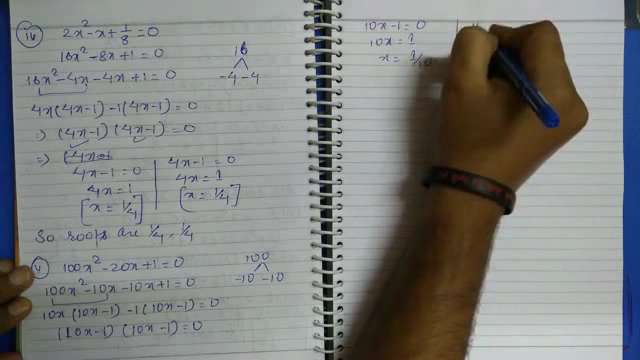 (16) 2x² - x + 1/8 = 0
16x² - 8x + 1 = 0
16x² - 4x - 4x + 1 = 0
16
-4 -4
4x(4x-1) - 1(4x-1) = 0
⇒ (4x-1) (4x-1) = 0
⇒
4x - 1 = 0
4x = 1
[x = 1/4]
4x - 1 = 0
4x = 1
[x = 1/4]
So roops are 1/4, 1/4
100x² - 20x + 1 = 0
100x² - 10x - 10x + 1 = 0
100
-10 -10
10x (10x-1) - 1(10x-1) = 0
(10x-1) (10x-1) = 0
10x - 1 = 0
10x = 1
x = 1/10